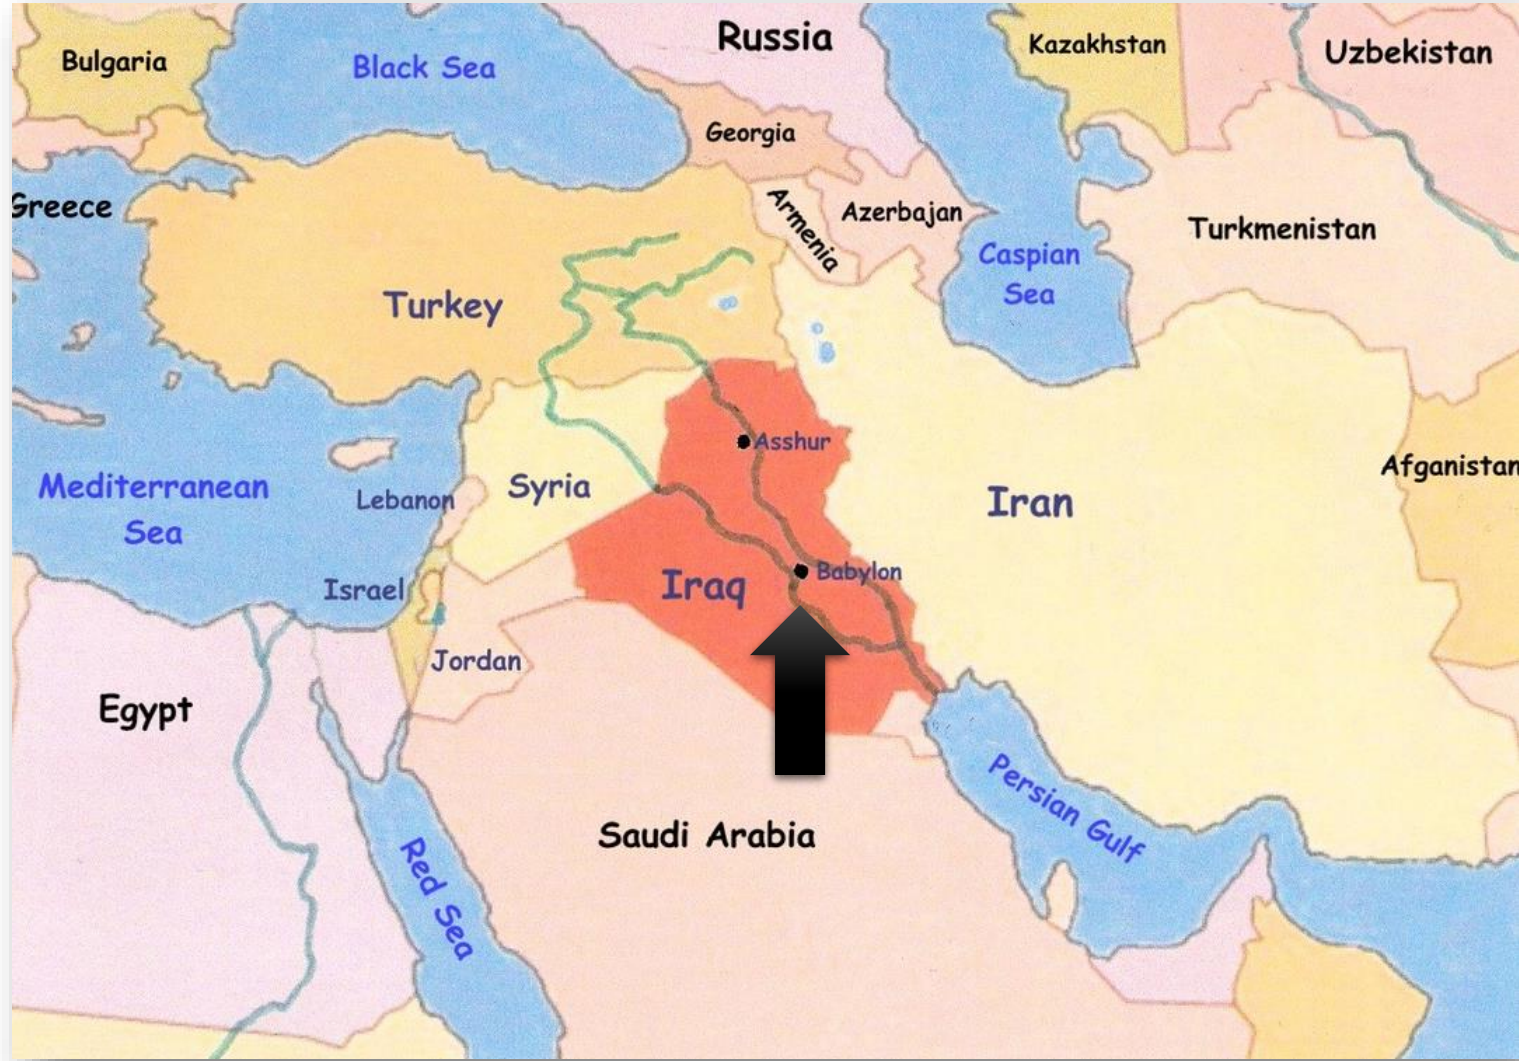 Russia
Kazakhstan
Uzbekistan
Bulgaria
Black Sea
Georgia
Greece
Armenia
Azerbajan
Turkmenistan
Caspian
Sea
Turkey
Asshur
Afganistan
Mediterranean
Sea
Lebanon
Syria
Iran
Israel
Iraq
Babylon
Jordan
Egypt
Persian Gulf
Saudi Arabia
Red Sea